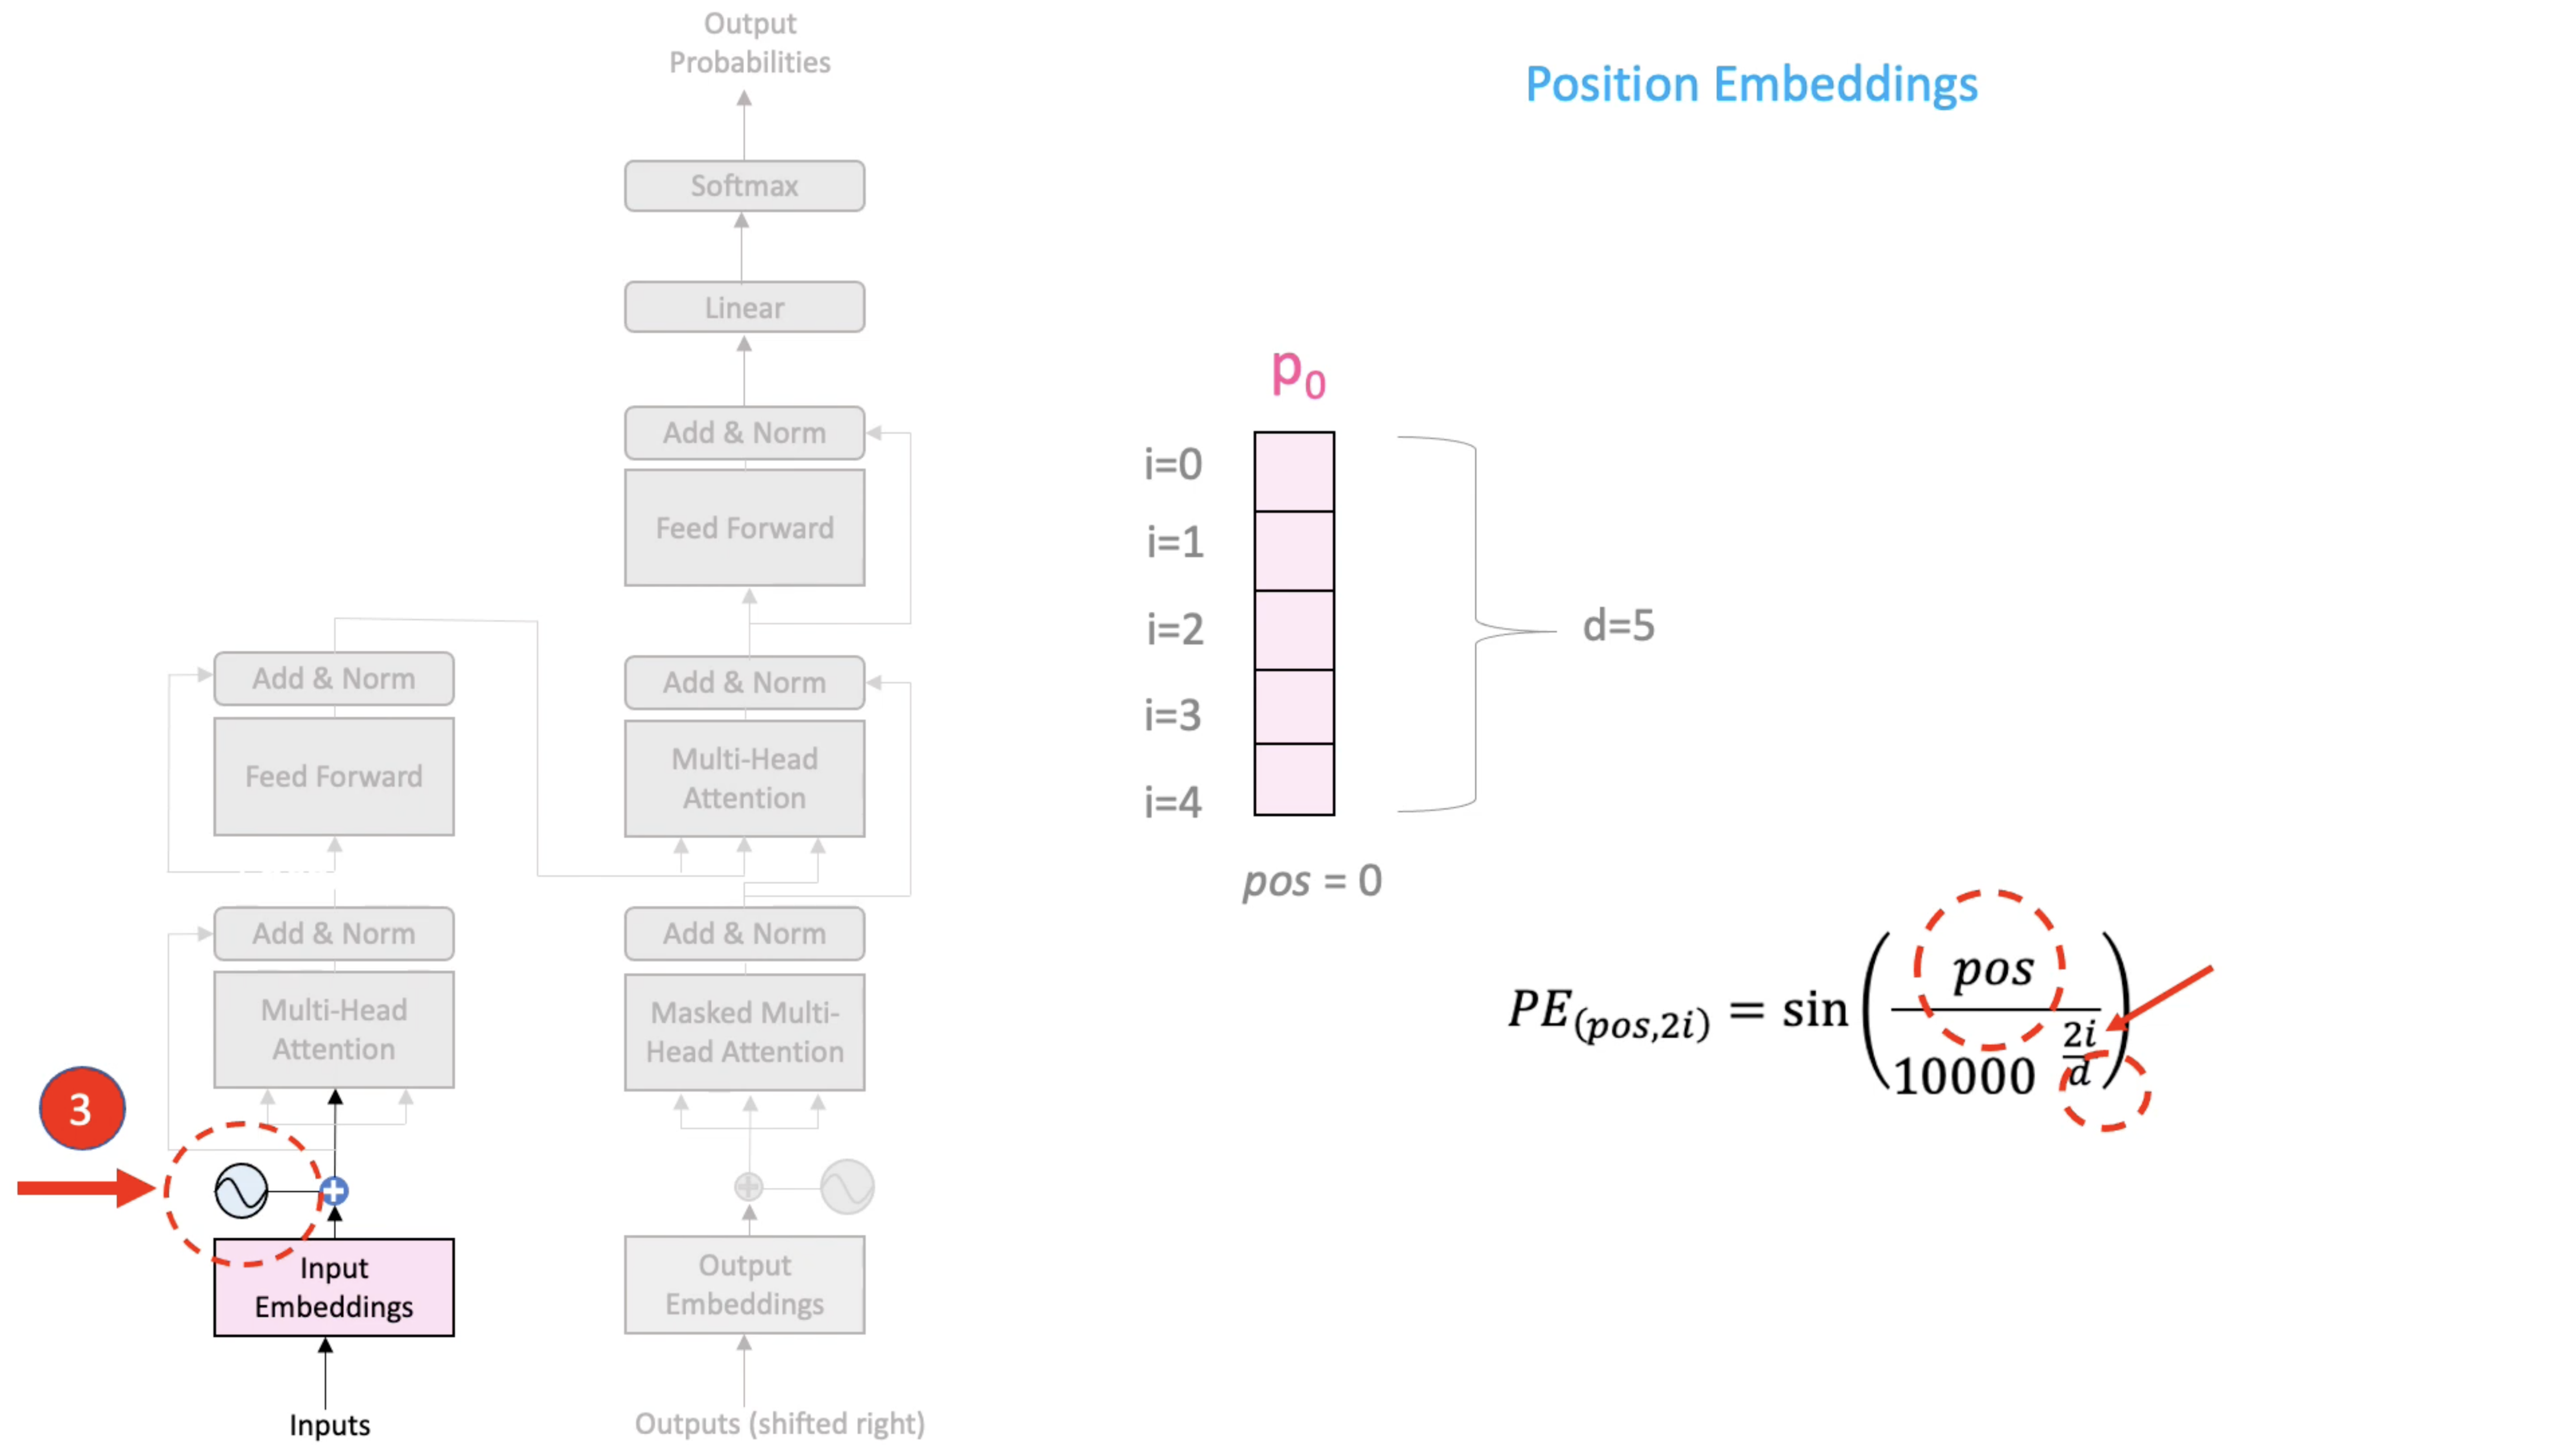 Output
Probabilities
Softmax
Linear
Add & Norm
Feed Forward
Add & Norm
Multi-Head
Attention
Add & Norm
Masked Multi-
Head Attention
Output
Embeddings
Outputs (shifted right)
Add & Norm
Feed Forward
Add & Norm
Multi-Head
Attention
3
Input
Embeddings
Inputs
Position Embeddings
p₀
i=0
i=1
i=2
i=3
i=4
d=5
pos = 0
PE(pos,2i) = sin(pos / 10000^(2i/d))